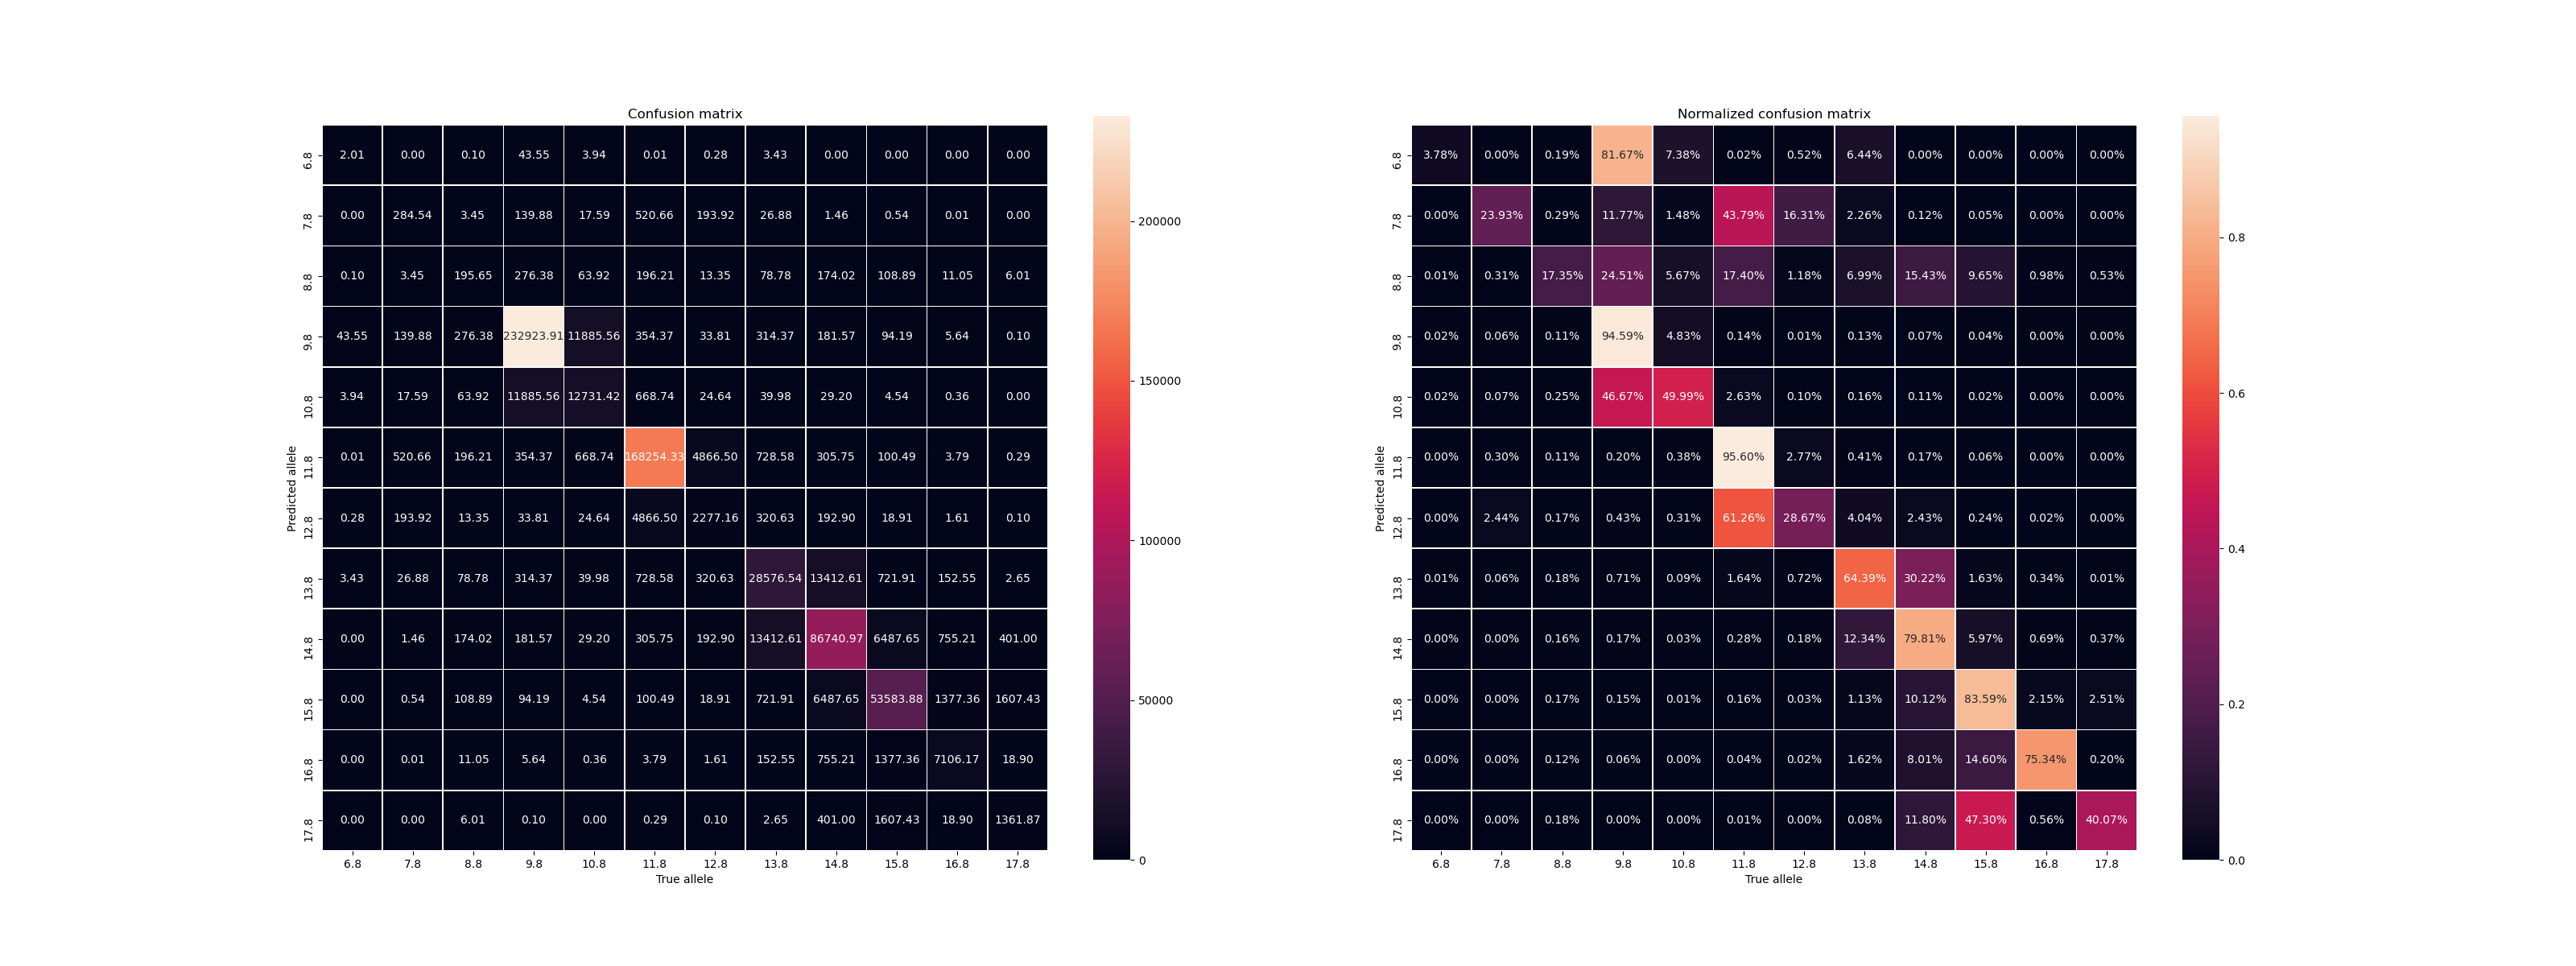 Confusion matrix
Predicted allele
6.8 2.01 0.00 0.10 43.55 3.94 0.01 0.28 3.43 0.00 0.00 0.00 0.00
7.8 0.00 284.54 3.45 139.88 17.59 520.66 193.92 26.88 1.46 0.54 0.01 0.00
8.8 0.10 3.45 195.65 276.38 63.92 196.21 13.35 78.78 174.02 108.89 11.05 6.01
9.8 43.55 139.88 276.38 232923.91 11885.56 354.37 33.81 314.37 181.57 94.19 5.64 0.10
10.8 3.94 17.59 63.92 11885.56 12731.42 668.74 24.64 39.98 29.20 4.54 0.36 0.00
11.8 0.01 520.66 196.21 354.37 668.74 168254.33 4866.50 728.58 305.75 100.49 3.79 0.29
12.8 0.28 193.92 13.35 33.81 24.64 4866.50 2277.16 320.63 192.90 18.91 1.61 0.10
13.8 3.43 26.88 78.78 314.37 39.98 728.58 320.63 28576.54 13412.61 721.91 152.55 2.65
14.8 0.00 1.46 174.02 181.57 29.20 305.75 192.90 13412.61 86740.97 6487.65 755.21 401.00
15.8 0.00 0.54 108.89 94.19 4.54 100.49 18.91 721.91 6487.65 53583.88 1377.36 1607.43
16.8 0.00 0.01 11.05 5.64 0.36 3.79 1.61 152.55 755.21 1377.36 7106.17 18.90
17.8 0.00 0.00 6.01 0.10 0.00 0.29 0.10 2.65 401.00 1607.43 18.90 1361.87
6.8 7.8 8.8 9.8 10.8 11.8 12.8 13.8 14.8 15.8 16.8 17.8
True allele
200000
150000
100000
50000
0
Normalized confusion matrix
Predicted allele
6.8 3.78% 0.00% 0.19% 81.67% 7.38% 0.02% 0.52% 6.44% 0.00% 0.00% 0.00% 0.00%
7.8 0.00% 23.93% 0.29% 11.77% 1.48% 43.79% 16.31% 2.26% 0.12% 0.05% 0.00% 0.00%
8.8 0.01% 0.31% 17.35% 24.51% 5.67% 17.40% 1.18% 6.99% 15.43% 9.65% 0.98% 0.53%
9.8 0.02% 0.06% 0.11% 94.59% 4.83% 0.14% 0.01% 0.13% 0.07% 0.04% 0.00% 0.00%
10.8 0.02% 0.07% 0.25% 46.67% 49.99% 2.63% 0.10% 0.16% 0.11% 0.02% 0.00% 0.00%
11.8 0.00% 0.30% 0.11% 0.20% 0.38% 95.60% 2.77% 0.41% 0.17% 0.06% 0.00% 0.00%
12.8 0.00% 2.44% 0.17% 0.43% 0.31% 61.26% 28.67% 4.04% 2.43% 0.24% 0.02% 0.00%
13.8 0.01% 0.06% 0.18% 0.71% 0.09% 1.64% 0.72% 64.39% 30.22% 1.63% 0.34% 0.01%
14.8 0.00% 0.00% 0.16% 0.17% 0.03% 0.28% 0.18% 12.34% 79.81% 5.97% 0.69% 0.37%
15.8 0.00% 0.00% 0.17% 0.15% 0.01% 0.16% 0.03% 1.13% 10.12% 83.59% 2.15% 2.51%
16.8 0.00% 0.00% 0.12% 0.06% 0.00% 0.04% 0.02% 1.62% 8.01% 14.60% 75.34% 0.20%
17.8 0.00% 0.00% 0.18% 0.00% 0.00% 0.01% 0.00% 0.08% 11.80% 47.30% 0.56% 40.07%
6.8 7.8 8.8 9.8 10.8 11.8 12.8 13.8 14.8 15.8 16.8 17.8
True allele
0.8
0.6
0.4
0.2
0.0